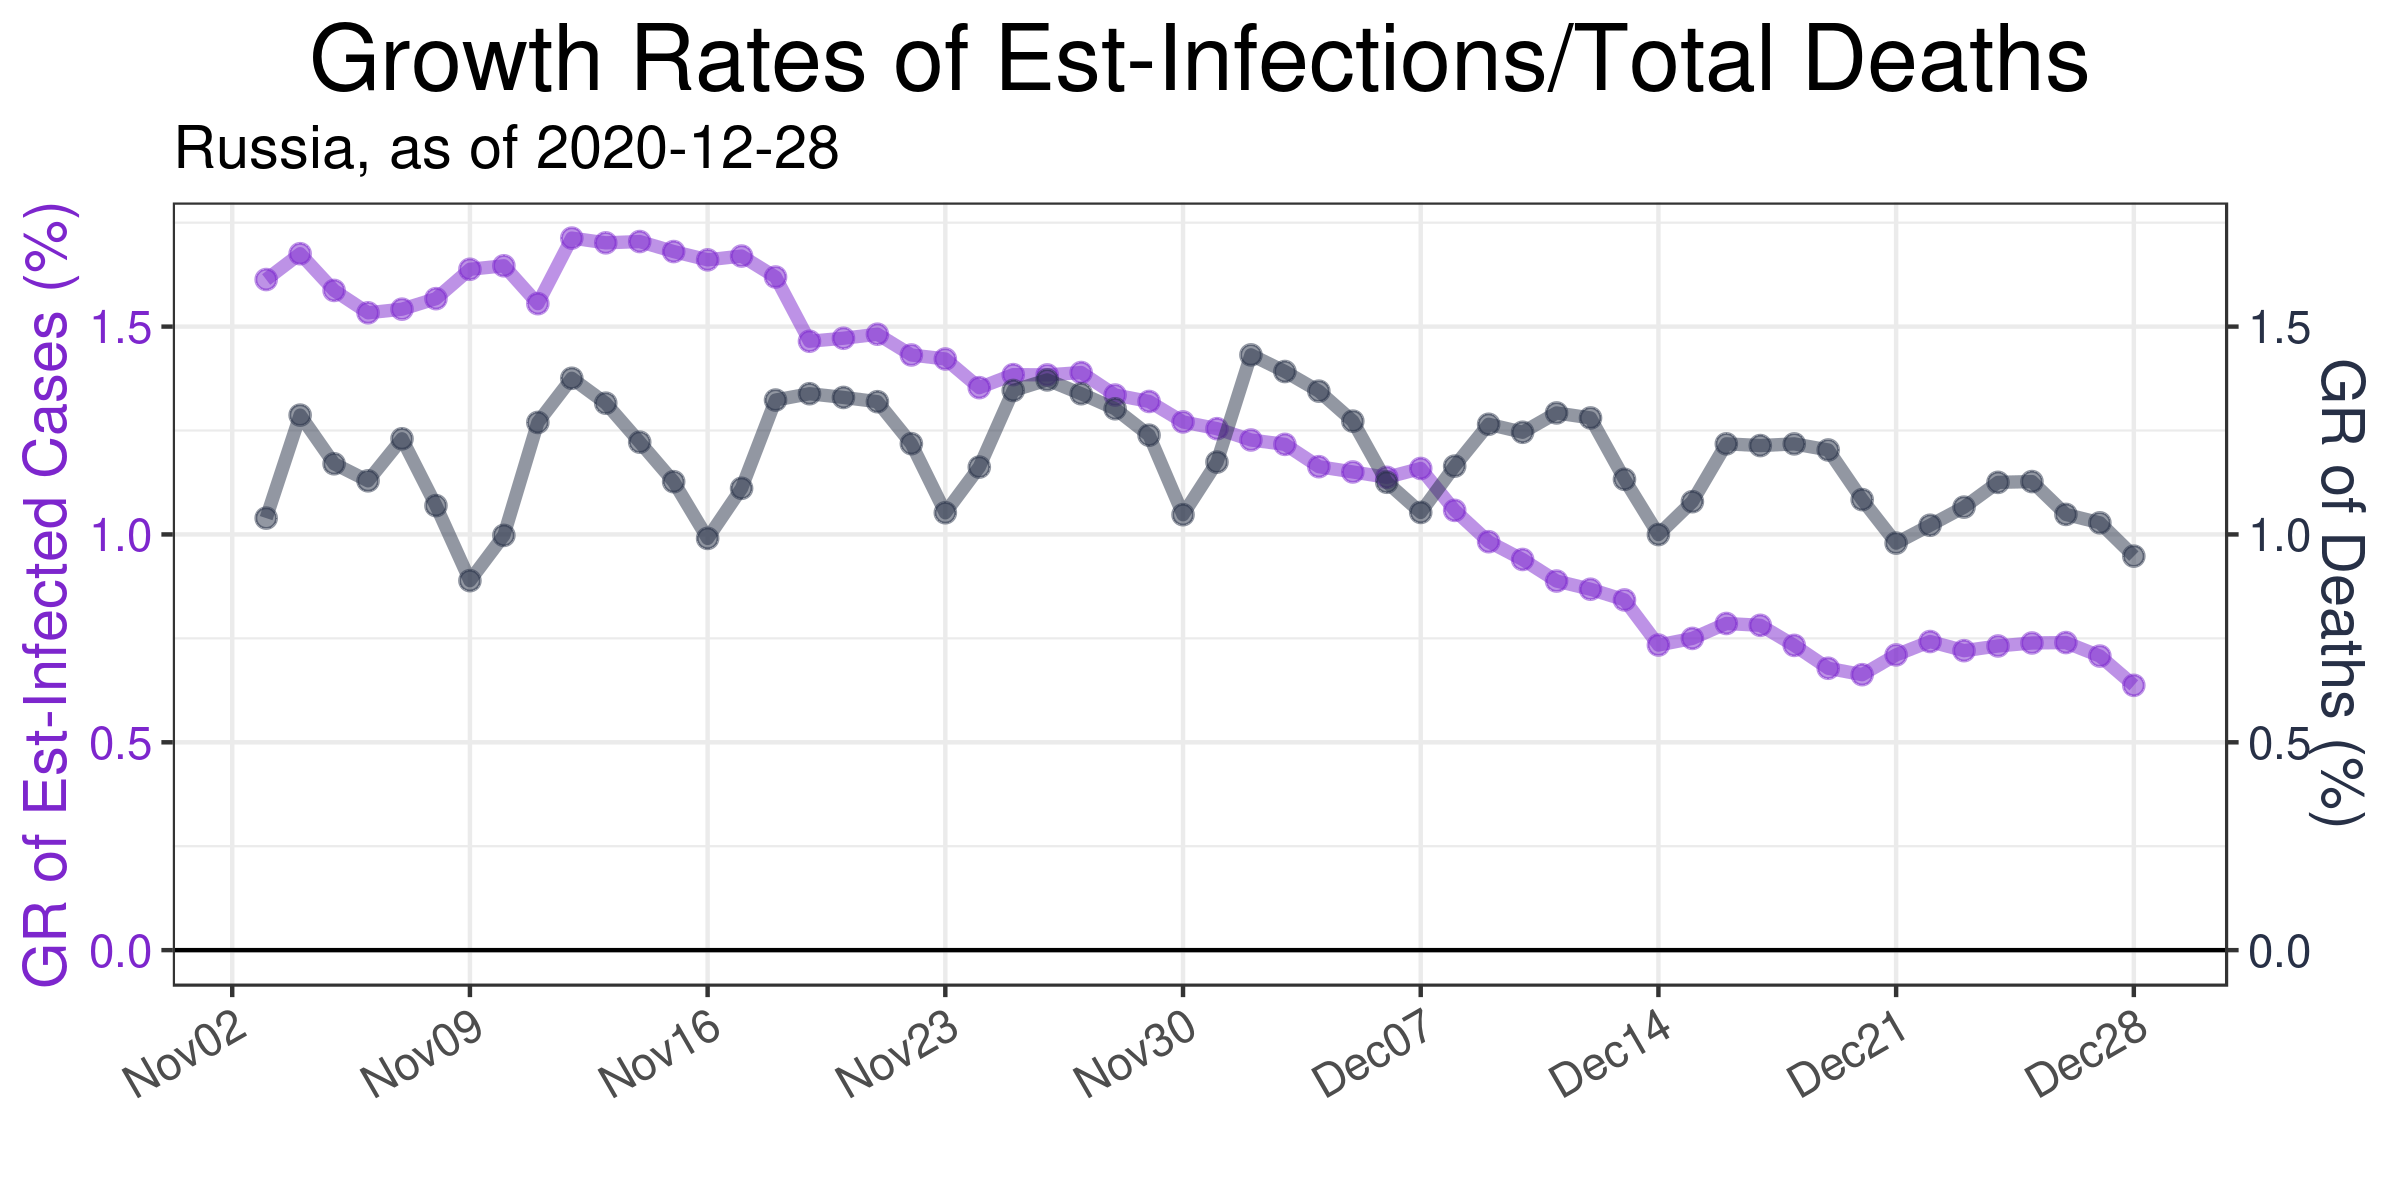 Growth Rates of Est-Infections/Total Deaths
Russia, as of 2020-12-28
GR of Est-Infected Cases (%)
1.5
1.0
0.5
0.0
1.5
1.0
0.5
0.0
GR of Deaths (%)
Nov02
Nov09
Nov16
Nov23
Nov30
Dec07
Dec14
Dec21
Dec28